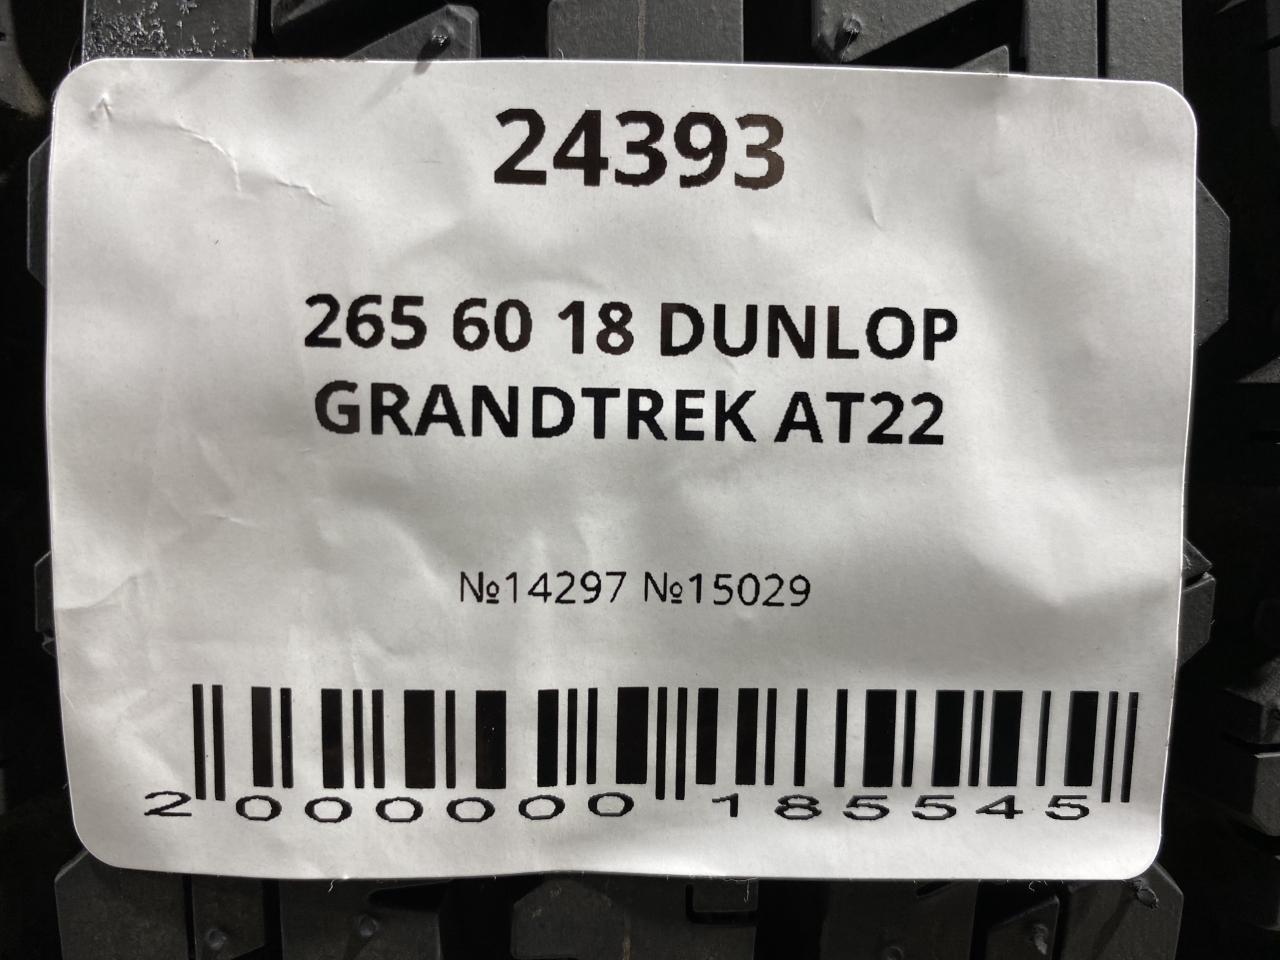 24393
265 60 18 DUNLOP
GRANDTREK AT22
№14297 №15029
2 000000 185545